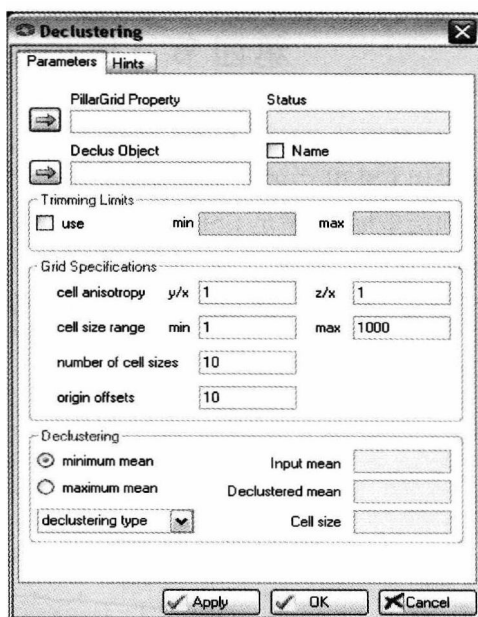 Declustering
Parameters Hints
PillarGrid Property Status
Declus Object Name
Trimming Limits
use min max
Grid Specifications
cell anisotropy y/x 1 z/x 1
cell size range min 1 max 1000
number of cell sizes 10
origin offsets 10
Declustering
minimum mean Input mean
maximum mean Declustered mean
declustering type Cell size
Apply OK Cancel